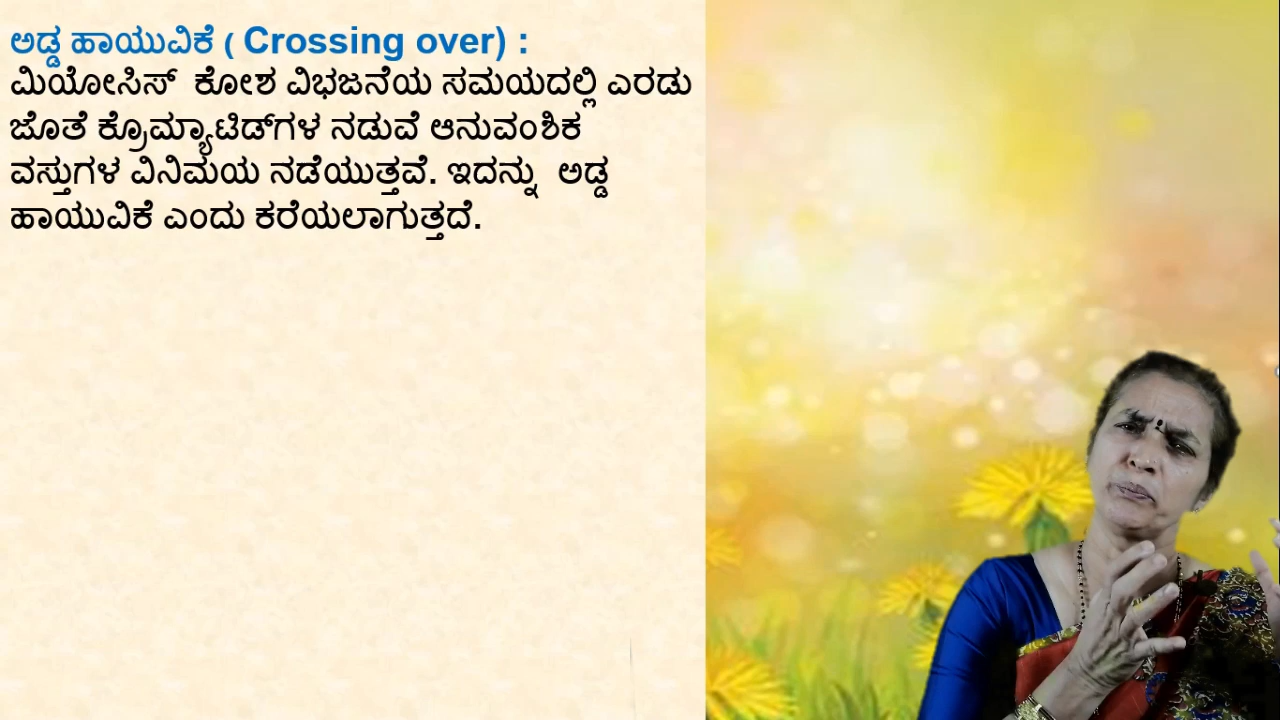 ಅಡ್ಡ ಹಾಯುವಿಕೆ ( Crossing over) :
ಮಿಯೋಸಿಸ್ ಕೋಶ ವಿಭಜನೆಯ ಸಮಯದಲ್ಲಿ ಎರಡು
ಜೊತೆ ಕ್ರೊಮ್ಯಾಟಿಡ್‌ಗಳ ನಡುವೆ ಆನುವಂಶಿಕ
ವಸ್ತುಗಳ ವಿನಿಮಯ ನಡೆಯುತ್ತವೆ. ಇದನ್ನು ಅಡ್ಡ
ಹಾಯುವಿಕೆ ಎಂದು ಕರೆಯಲಾಗುತ್ತದೆ.